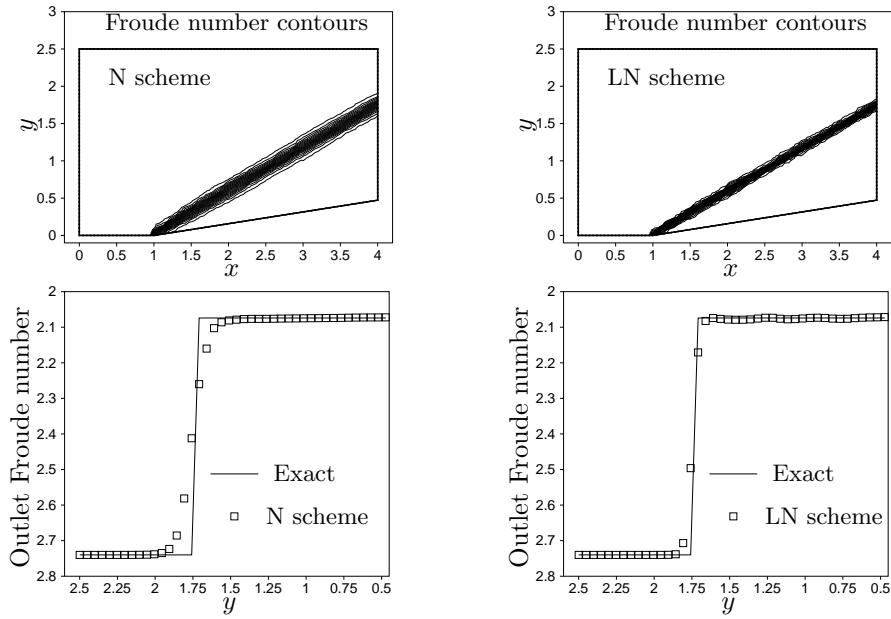 Froude number contours
N scheme
3
2.5
2
1.5
1
0.5
0
y
0 0.5 1 1.5 2 2.5 3 3.5 4
x
Froude number contours
LN scheme
3
2.5
2
1.5
1
0.5
0
y
0 0.5 1 1.5 2 2.5 3 3.5 4
x
2
2.1
2.2
2.3
2.4
2.5
2.6
2.7
2.8
Outlet Froude number
Exact
N scheme
2.5 2.25 2 1.75 1.5 1.25 1 0.75 0.5
y
2
2.1
2.2
2.3
2.4
2.5
2.6
2.7
2.8
Outlet Froude number
Exact
LN scheme
2.5 2.25 2 1.75 1.5 1.25 1 0.75 0.5
y